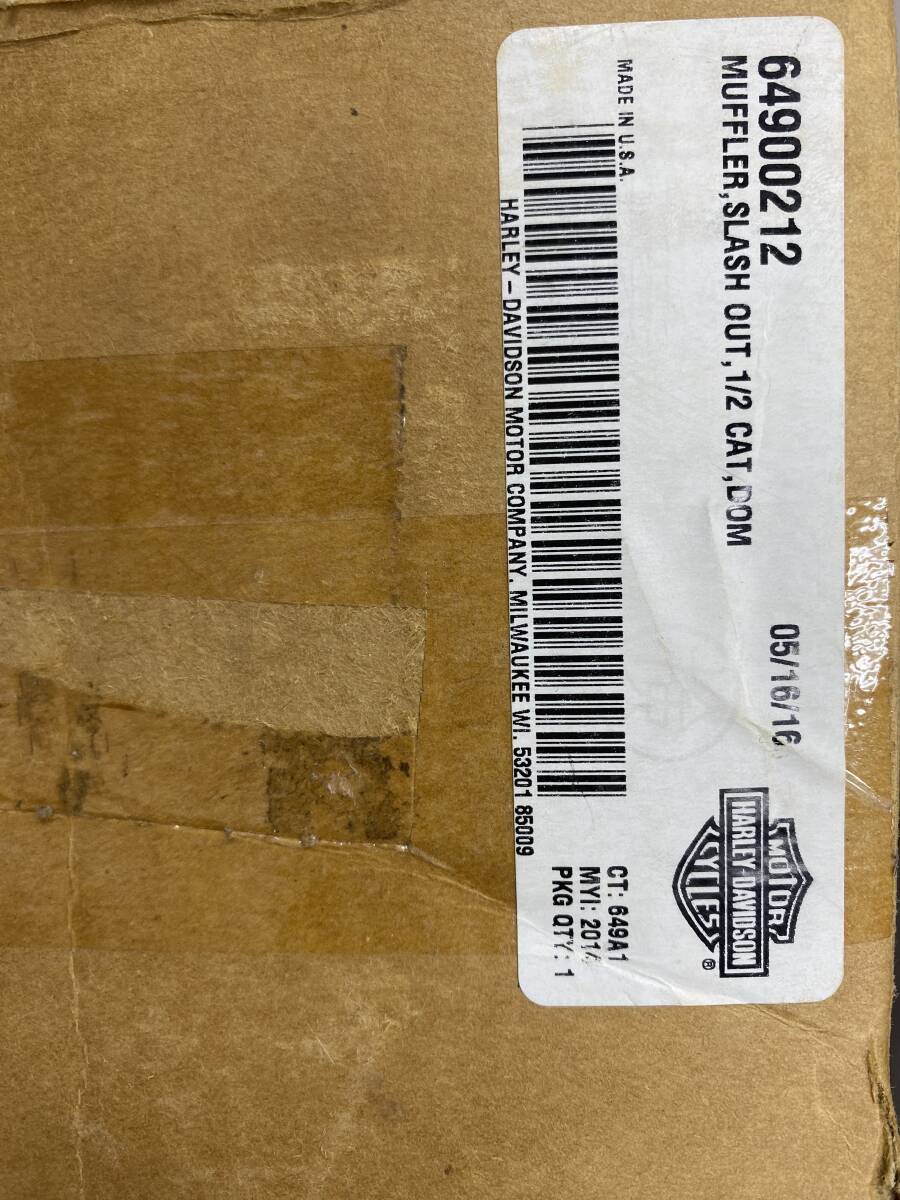 64900212
MUFFLER,SLASH OUT,1/2 CAT,DOM
05/16/16
MOTOR
HARLEY-DAVIDSON
CYCLES
®
MADE IN U.S.A.
HARLEY – DAVIDSON MOTOR COMPANY. MILWAUKEE WI. 53201 85009
CT: 649A1
MYI: 2016
PKG QTY: 1